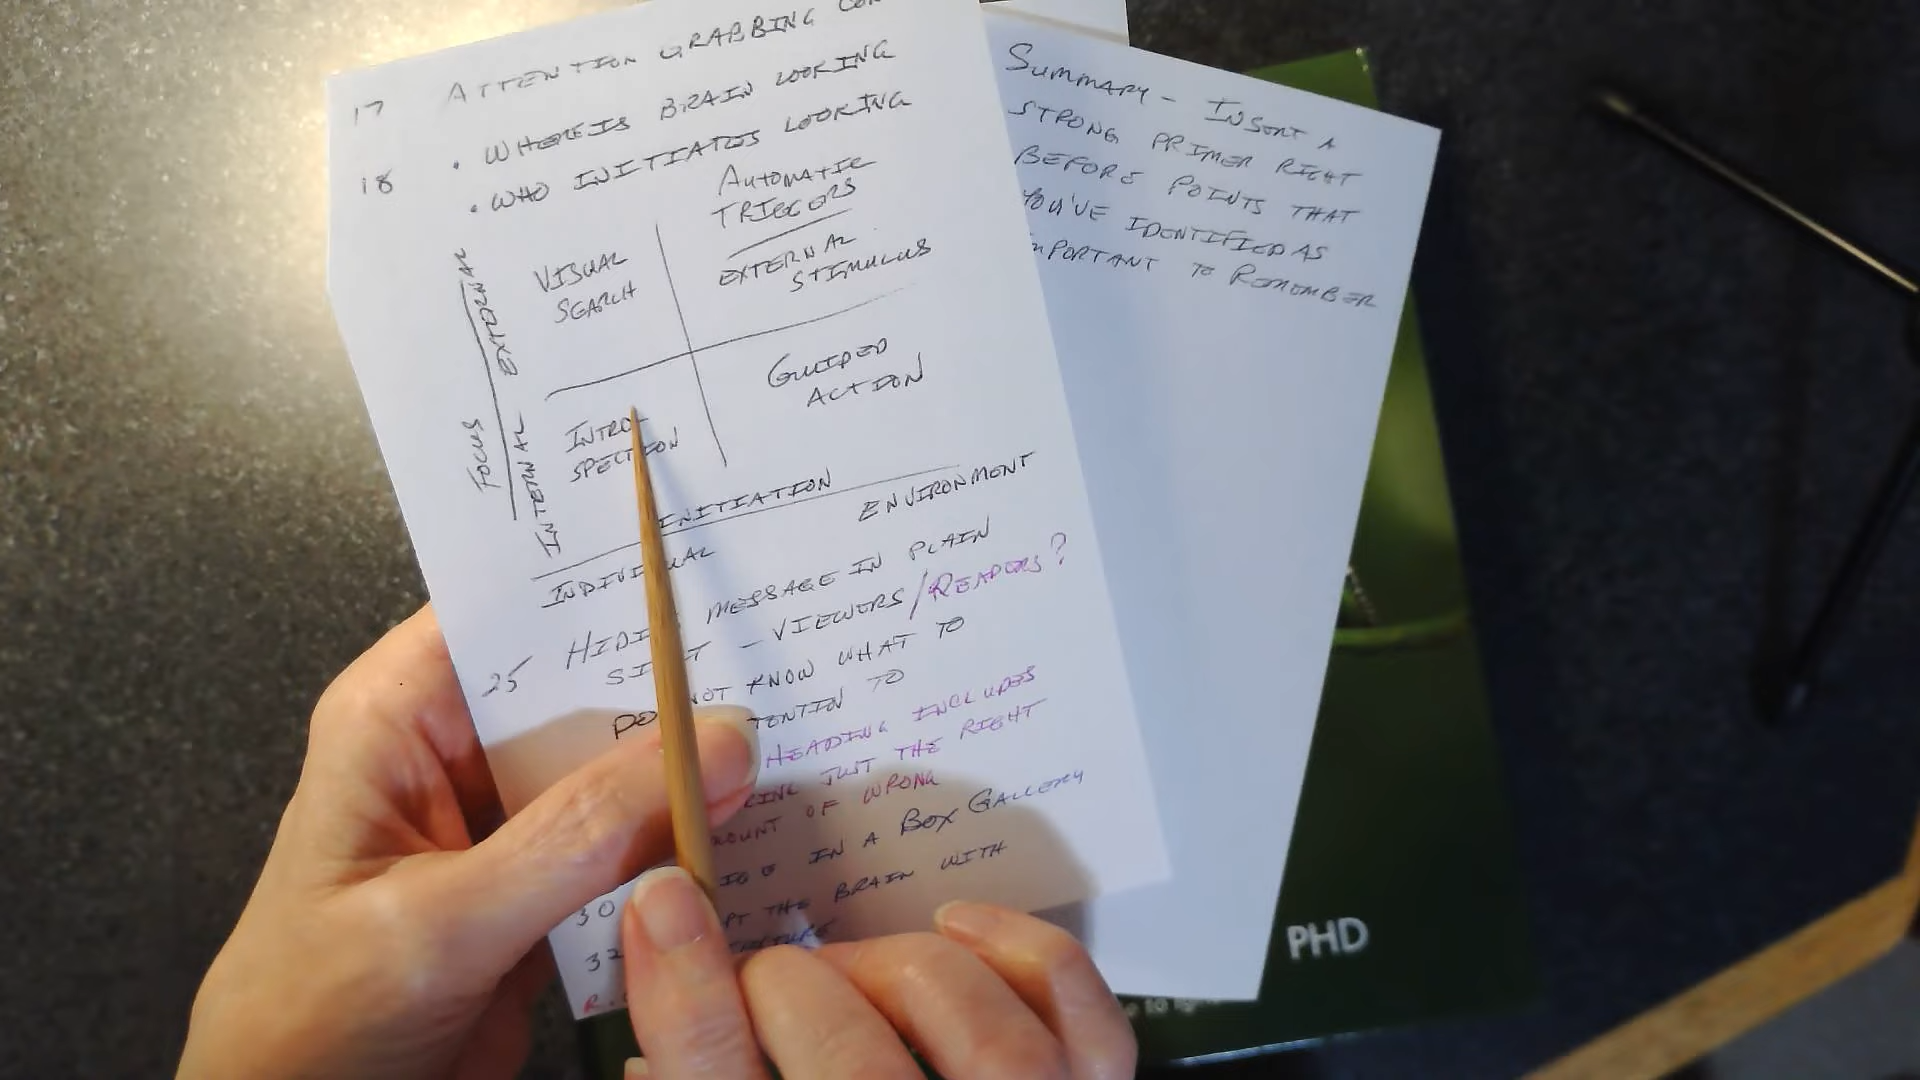 17 ATTENTION GRABBING
18 • WHERE IS BRAIN LOOKING
• WHO INITIATES LOOKING
AUTOMATIC
TRIGGERS
VISUAL
SEARCH
EXTERNAL
STIMULUS
GUIDED
ACTION
INTRO-
SPECTION
FOCUS
INTERNAL EXTERNAL
INITIATION
INDIVIDUAL ENVIRONMENT
25 MESSAGE IN PLAIN
- VIEWERS/READERS?
NOT KNOW WHAT TO
TO
HEADING INCLUDES
JUST THE RIGHT
OF WRONG
30 IN A BOX GALLERY
32 THE BRAIN WITH
SUMMARY - INSERT A
STRONG PRIMER RIGHT
BEFORE POINTS THAT
YOU'VE IDENTIFIED AS
IMPORTANT TO REMEMBER
PHD